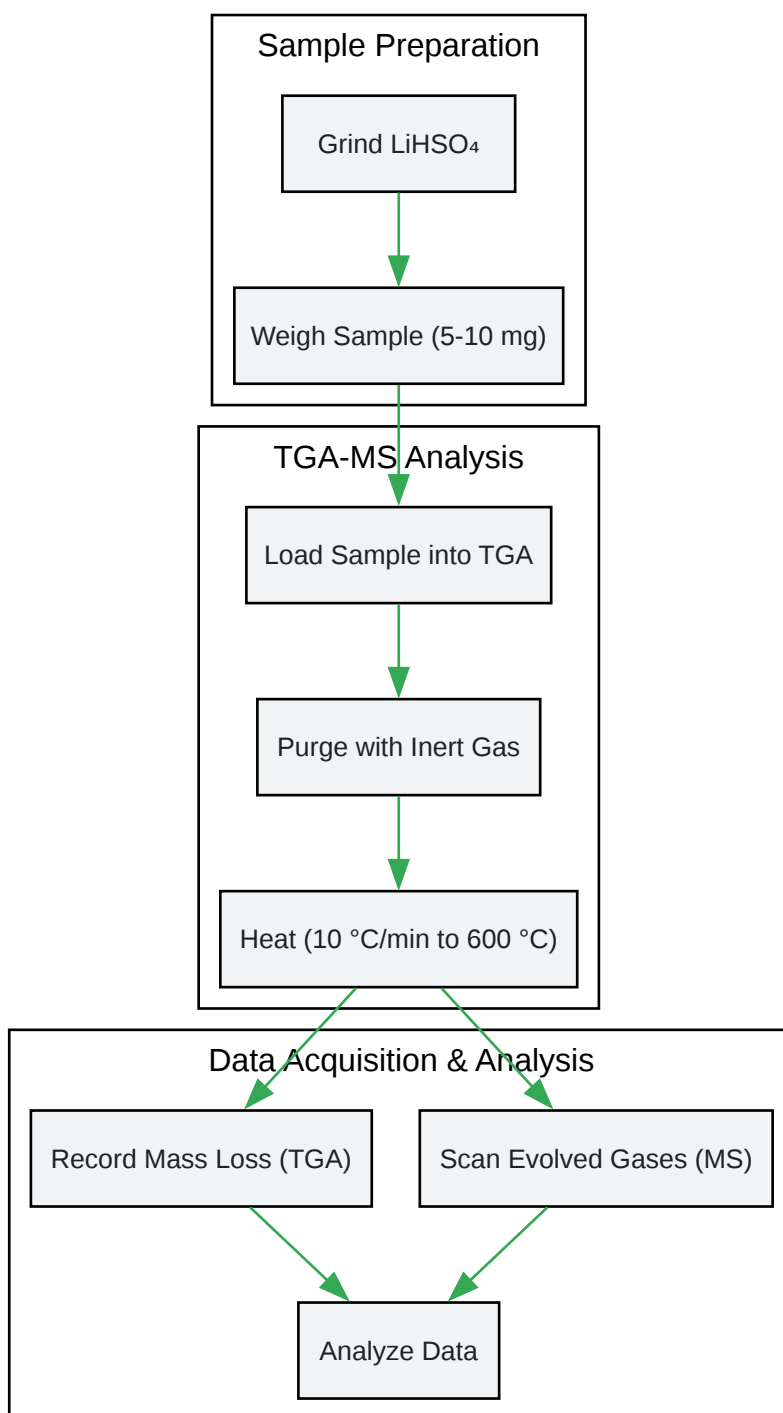 Sample Preparation
Grind LiHSO₄
Weigh Sample (5-10 mg)
TGA-MS Analysis
Load Sample into TGA
Purge with Inert Gas
Heat (10 °C/min to 600 °C)
Data Acquisition & Analysis
Record Mass Loss (TGA)
Scan Evolved Gases (MS)
Analyze Data